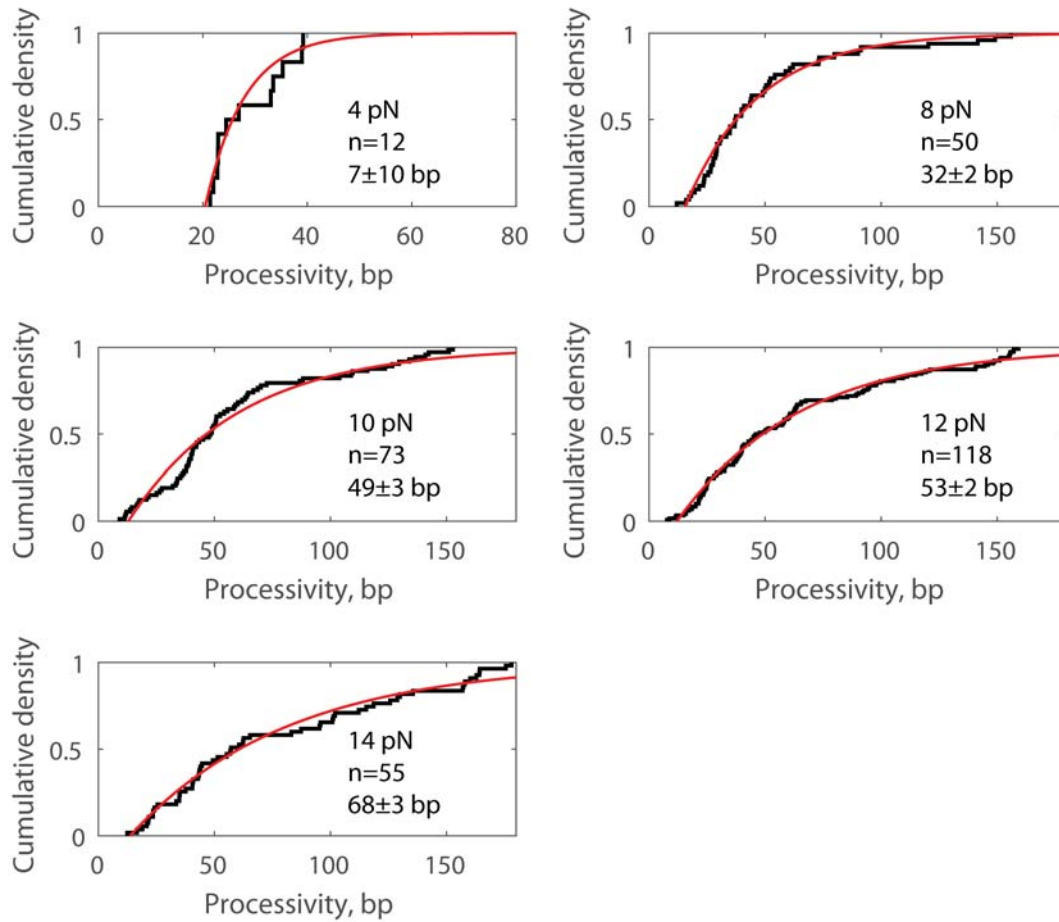 Cumulative density
1
0.5
0
4 pN
n=12
7±10 bp
0 20 40 60 80
Processivity, bp
Cumulative density
1
0.5
0
8 pN
n=50
32±2 bp
0 50 100 150
Processivity, bp
Cumulative density
1
0.5
0
10 pN
n=73
49±3 bp
0 50 100 150
Processivity, bp
Cumulative density
1
0.5
0
12 pN
n=118
53±2 bp
0 50 100 150
Processivity, bp
Cumulative density
1
0.5
0
14 pN
n=55
68±3 bp
0 50 100 150
Processivity, bp